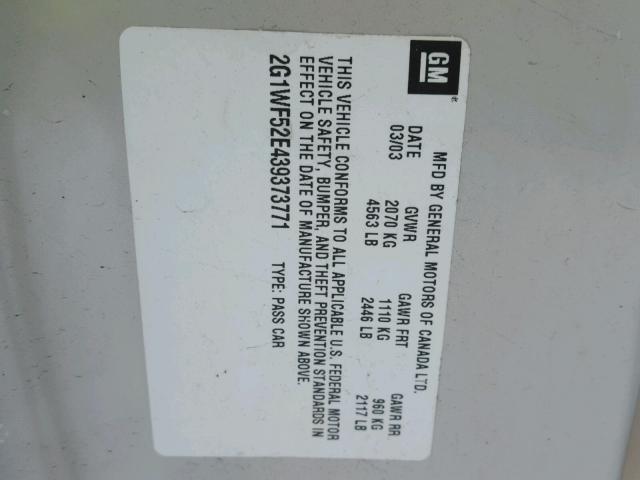 GM
MFD BY GENERAL MOTORS OF CANADA LTD.
DATE GVWR GAWR FRT GAWR RR
03/03 2070 KG 1110 KG 960 KG
4563 LB 2446 LB 2117 LB
THIS VEHICLE CONFORMS TO ALL APPLICABLE U.S. FEDERAL MOTOR
VEHICLE SAFETY, BUMPER, AND THEFT PREVENTION STANDARDS IN
EFFECT ON THE DATE OF MANUFACTURE SHOWN ABOVE.
2G1WF52E439373771 TYPE: PASS CAR